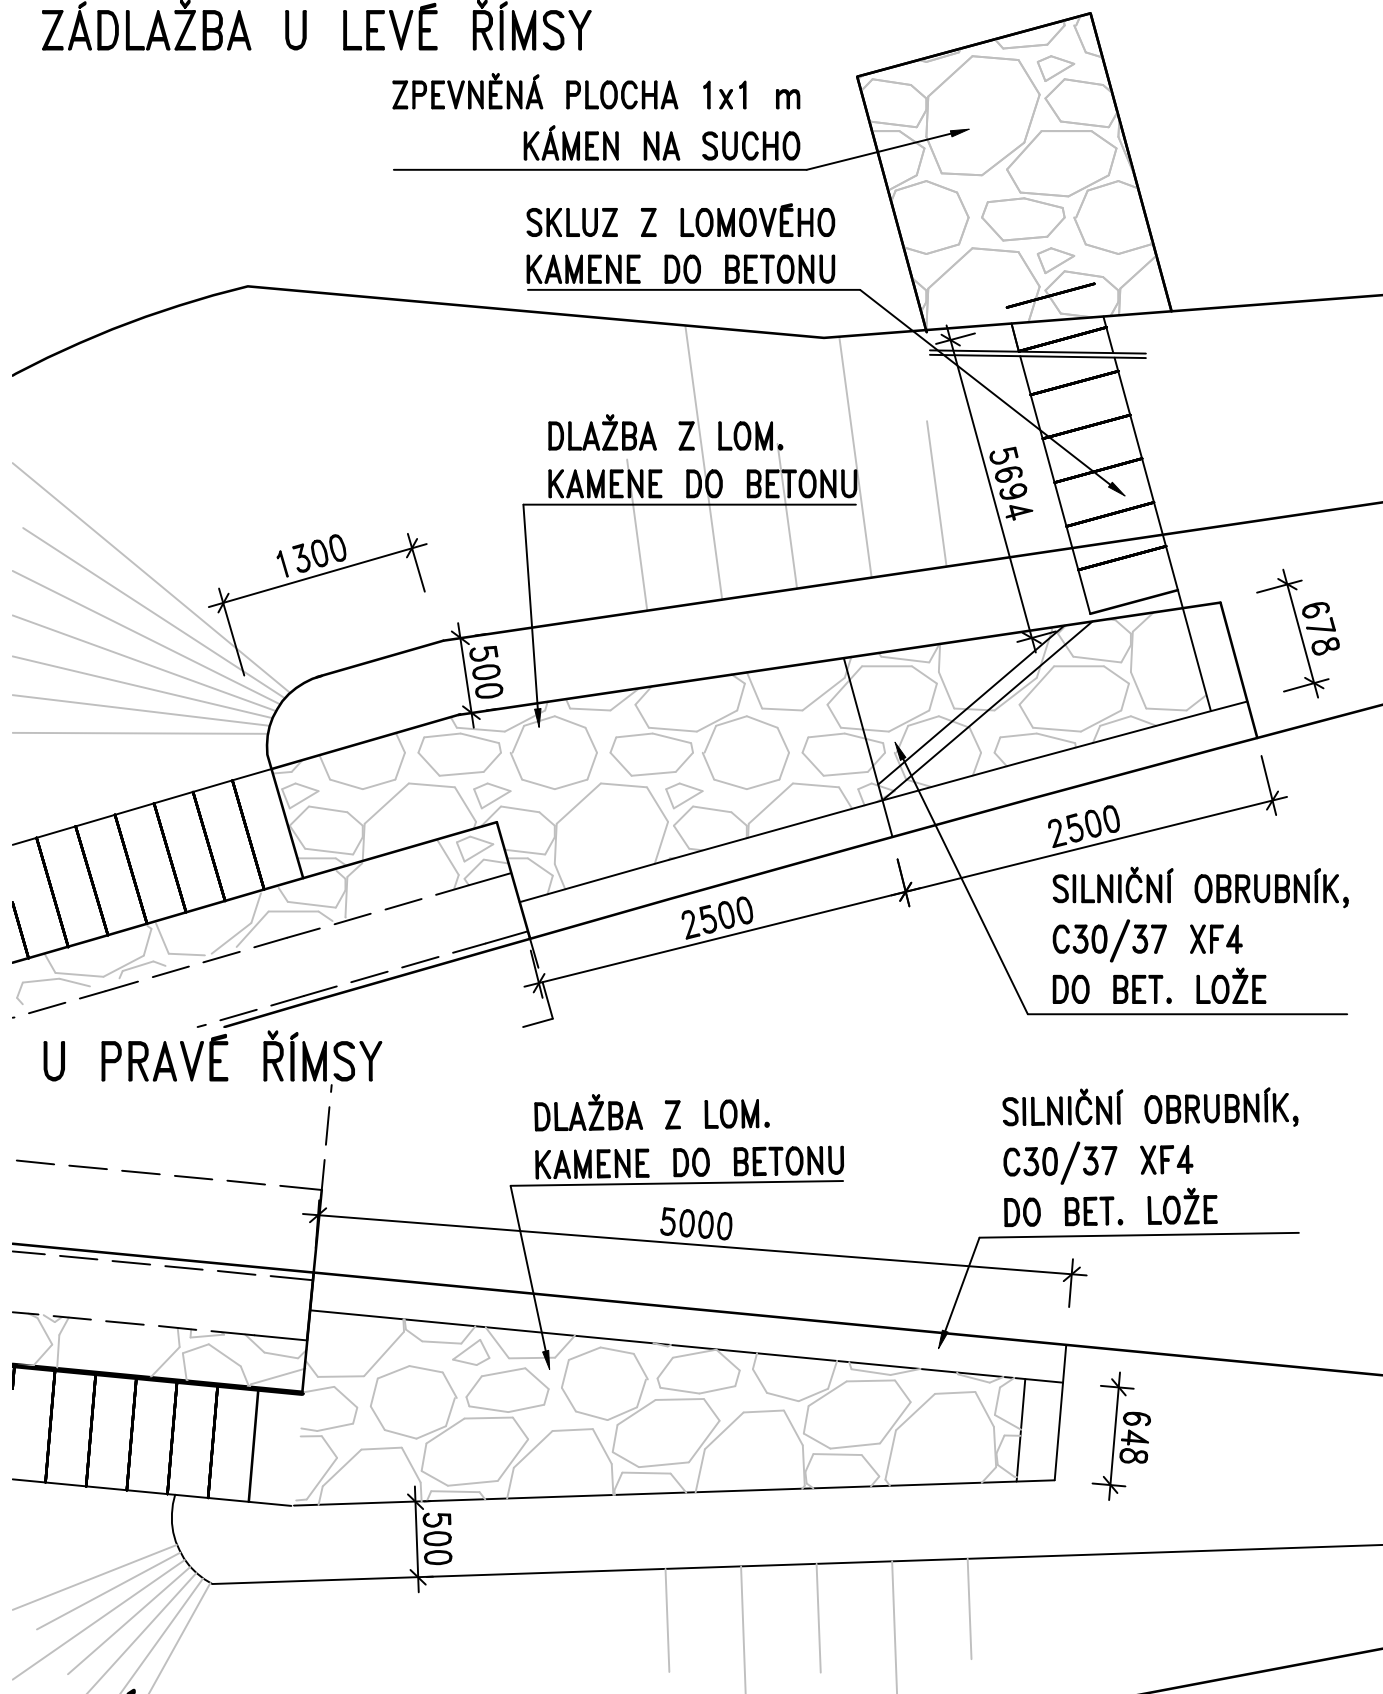 ZÁDLAŽBA U LEVÉ ŘÍMSY
ZPEVNĚNÁ PLOCHA 1x1 m
KÁMEN NA SUCHO
SKLUZ Z LOMOVÉHO
KAMENE DO BETONU
DLAŽBA Z LOM.
KAMENE DO BETONU
5694
1300
678
500
2500
2500
SILNIČNÍ OBRUBNÍK,
C30/37 XF4
DO BET. LOŽE
U PRAVÉ ŘÍMSY
DLAŽBA Z LOM.
KAMENE DO BETONU
SILNIČNÍ OBRUBNÍK,
C30/37 XF4
DO BET. LOŽE
5000
648
500